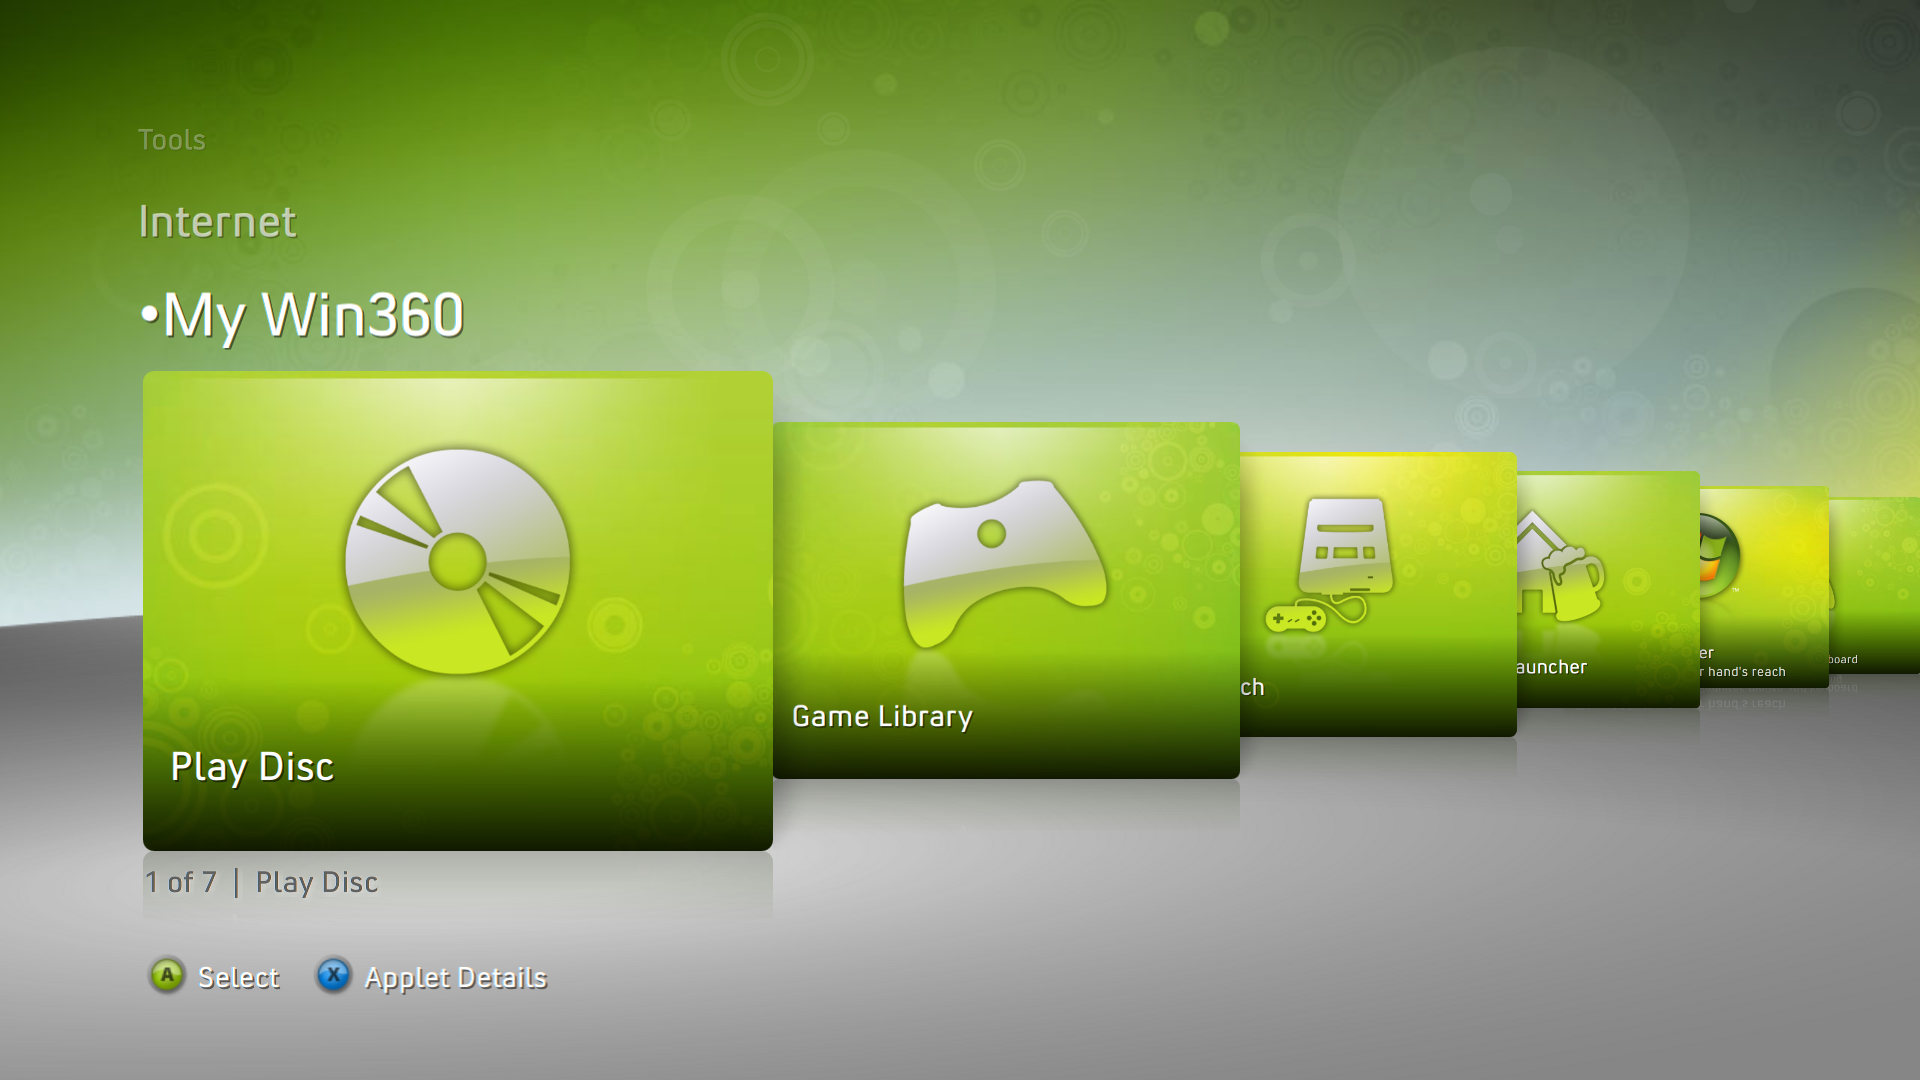 Tools
Internet
•My Win360
Play Disc
Game Library
ch
auncher
er
r hand's reach
board
1 of 7 | Play Disc
A Select X Applet Details